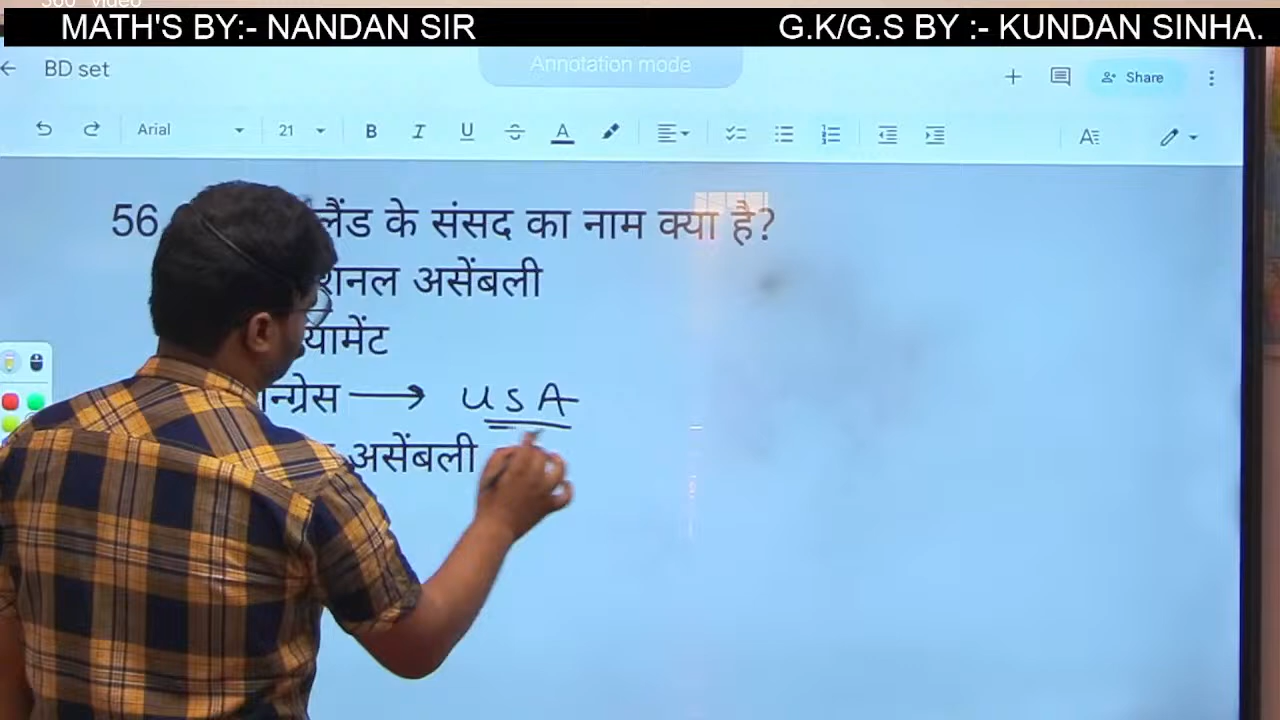 MATH'S BY:- NANDAN SIR
G.K/G.S BY :- KUNDAN SINHA.
BD set
Annotation mode
Share
Arial
21
56
के संसद का नाम क्या है?
असेंबली
USA
असेंबली